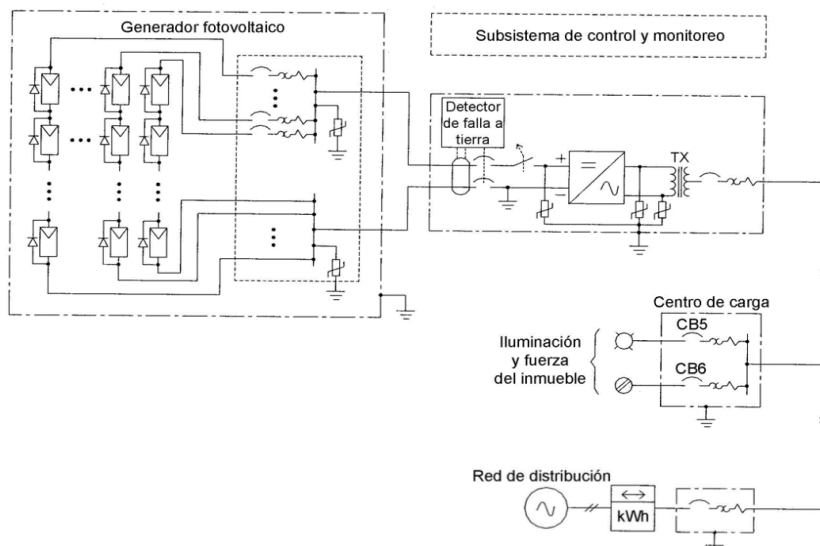 Generador fotovoltaico
Subsistema de control y monitoreo
Detector
de falla a
tierra
+
−
TX
Centro de carga
CB5
Iluminación
y fuerza
del inmueble
CB6
Red de distribución
kWh